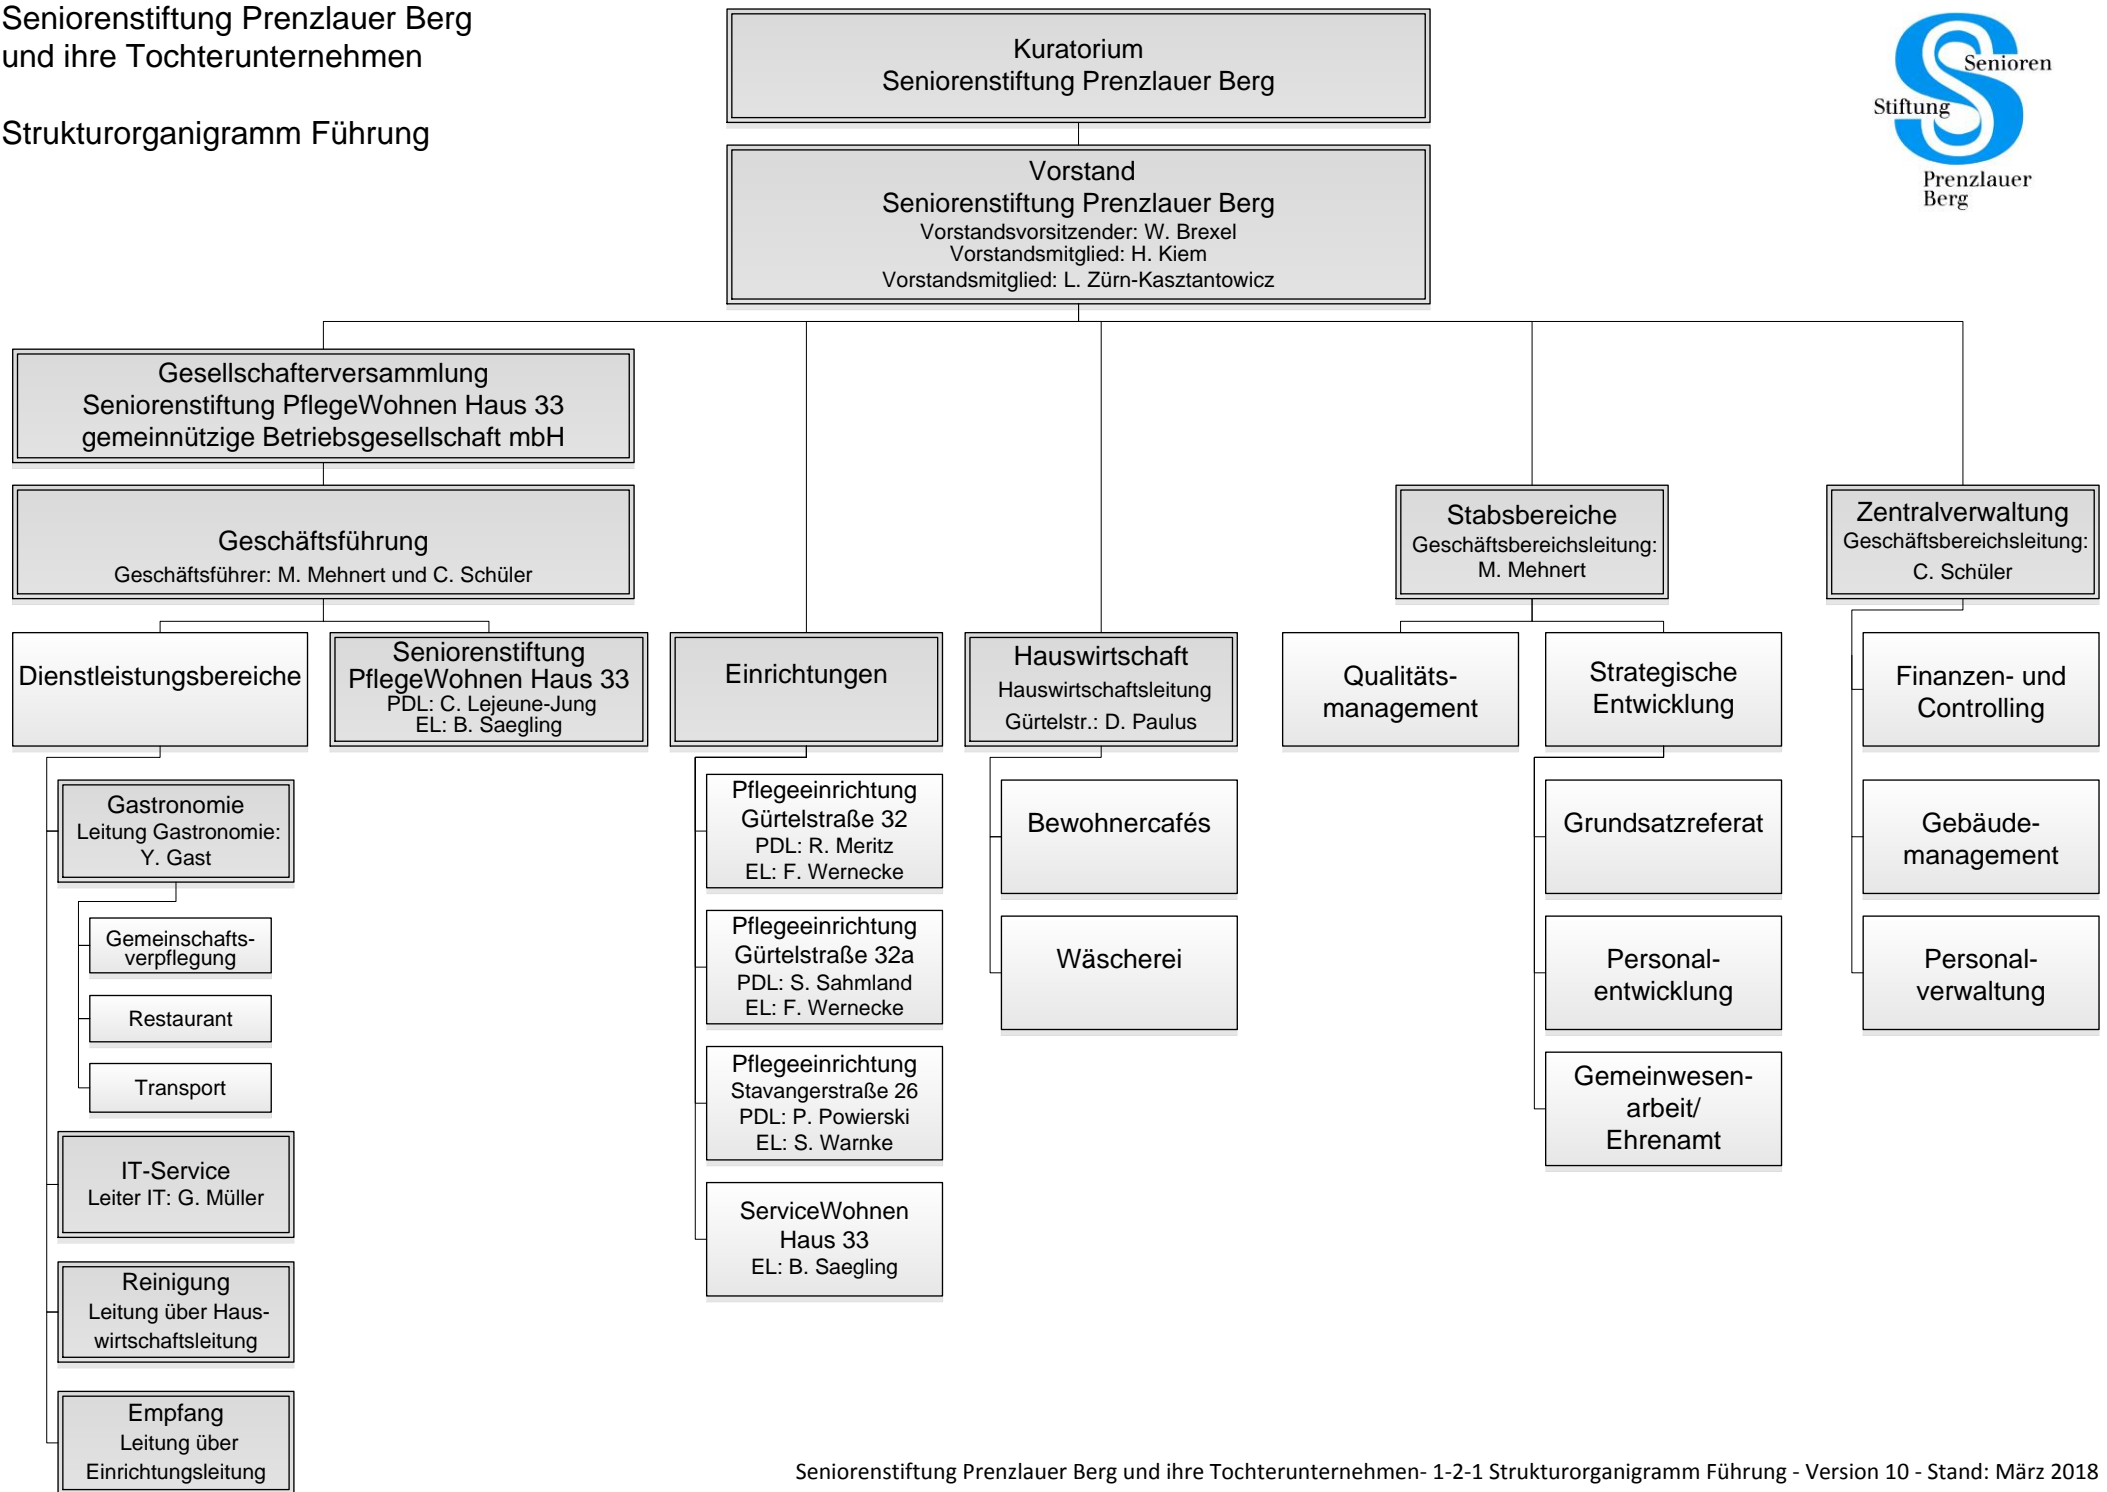 Seniorenstiftung Prenzlauer Berg
und ihre Tochterunternehmen
Strukturorganigramm Führung
Senioren
Stiftung
Prenzlauer
Berg
Kuratorium
Seniorenstiftung Prenzlauer Berg
Vorstand
Seniorenstiftung Prenzlauer Berg
Vorstandsvorsitzender: W. Brexel
Vorstandsmitglied: H. Kiem
Vorstandsmitglied: L. Zürn-Kasztantowicz
Gesellschafterversammlung
Seniorenstiftung PflegeWohnen Haus 33
gemeinnützige Betriebsgesellschaft mbH
Geschäftsführung
Geschäftsführer: M. Mehnert und C. Schüler
Stabsbereiche
Geschäftsbereichsleitung:
M. Mehnert
Zentralverwaltung
Geschäftsbereichsleitung:
C. Schüler
Dienstleistungsbereiche
Seniorenstiftung
PflegeWohnen Haus 33
PDL: C. Lejeune-Jung
EL: B. Saegling
Einrichtungen
Hauswirtschaft
Hauswirtschaftsleitung
Gürtelstr.: D. Paulus
Qualitäts-
management
Strategische
Entwicklung
Finanzen- und
Controlling
Gastronomie
Leitung Gastronomie:
Y. Gast
Gemeinschafts-
verpflegung
Restaurant
Transport
IT-Service
Leiter IT: G. Müller
Reinigung
Leitung über Haus-
wirtschaftsleitung
Empfang
Leitung über
Einrichtungsleitung
Pflegeeinrichtung
Gürtelstraße 32
PDL: R. Meritz
EL: F. Wernecke
Pflegeeinrichtung
Gürtelstraße 32a
PDL: S. Sahmland
EL: F. Wernecke
Pflegeeinrichtung
Stavangerstraße 26
PDL: P. Powierski
EL: S. Warnke
ServiceWohnen
Haus 33
EL: B. Saegling
Bewohnercafés
Wäscherei
Grundsatzreferat
Personal-
entwicklung
Gemeinwesen-
arbeit/
Ehrenamt
Gebäude-
management
Personal-
verwaltung
Seniorenstiftung Prenzlauer Berg und ihre Tochterunternehmen- 1-2-1 Strukturorganigramm Führung - Version 10 - Stand: März 2018